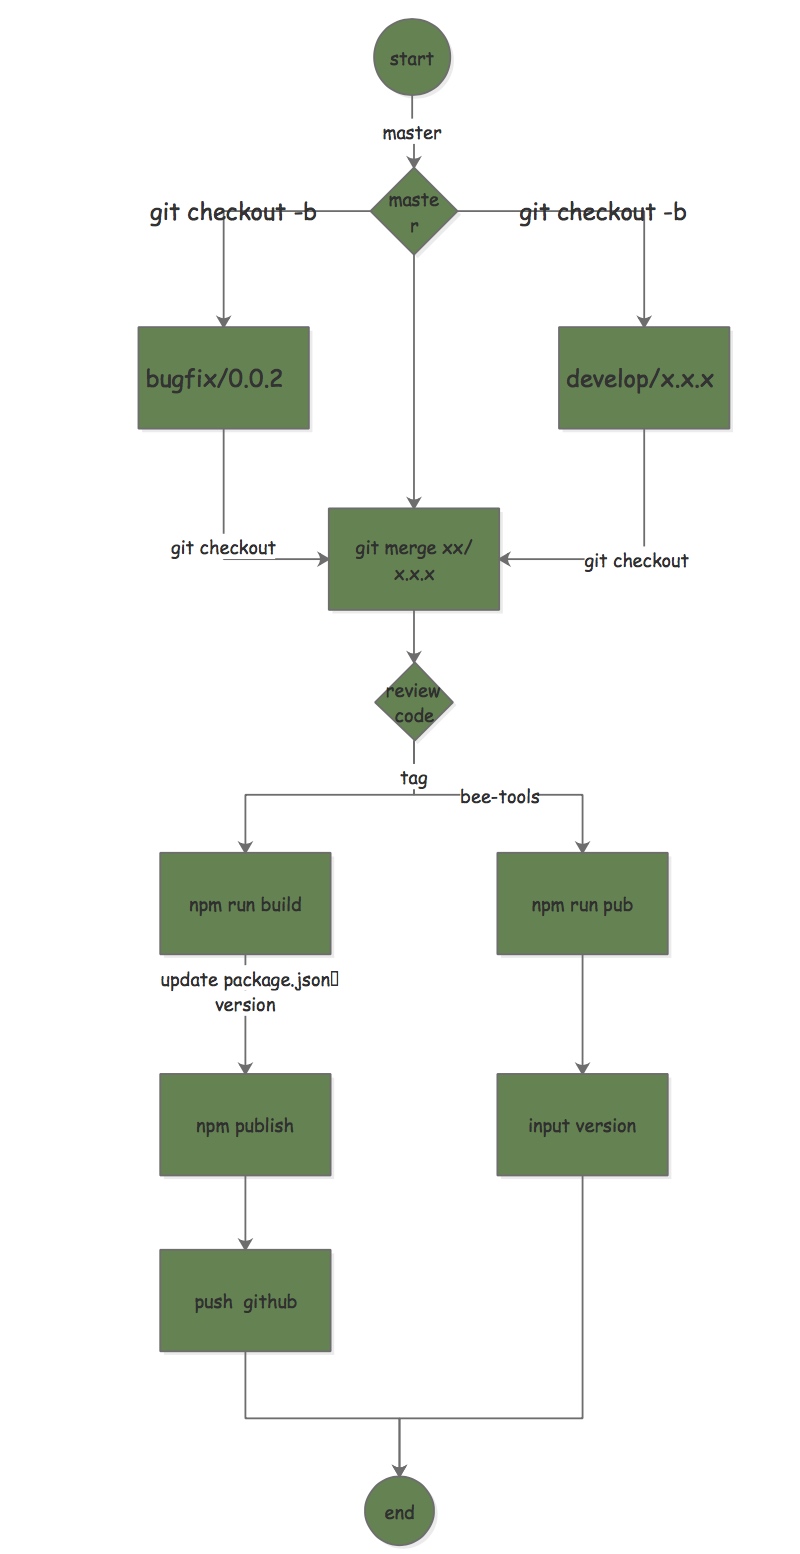 start
master
maste
r
git checkout -b
git checkout -b
bugfix/0.0.2
develop/x.x.x
git checkout
git merge xx/
x.x.x
git checkout
review
code
tag
bee-tools
npm run build
npm run pub
update package.json
version
npm publish
input version
push github
end